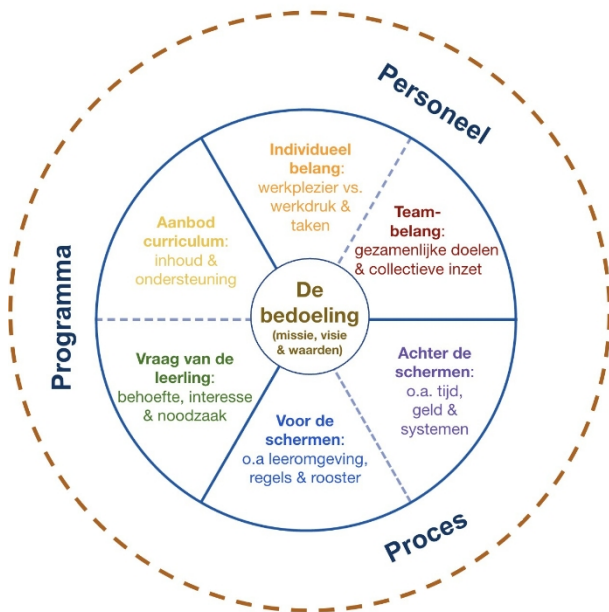 Personeel
Programma
Proces
Individueel
belang:
werkplezier vs.
werkdruk &
taken
Team-
belang:
gezamenlijke doelen
& collectieve inzet
Achter de
schermen:
o.a. tijd,
geld &
systemen
Voor de
schermen:
o.a leeromgeving,
regels & rooster
Vraag van de
leerling:
behoefte, interesse
& noodzaak
Aanbod
curriculum:
inhoud &
ondersteuning
De
bedoeling
(missie, visie
& waarden)